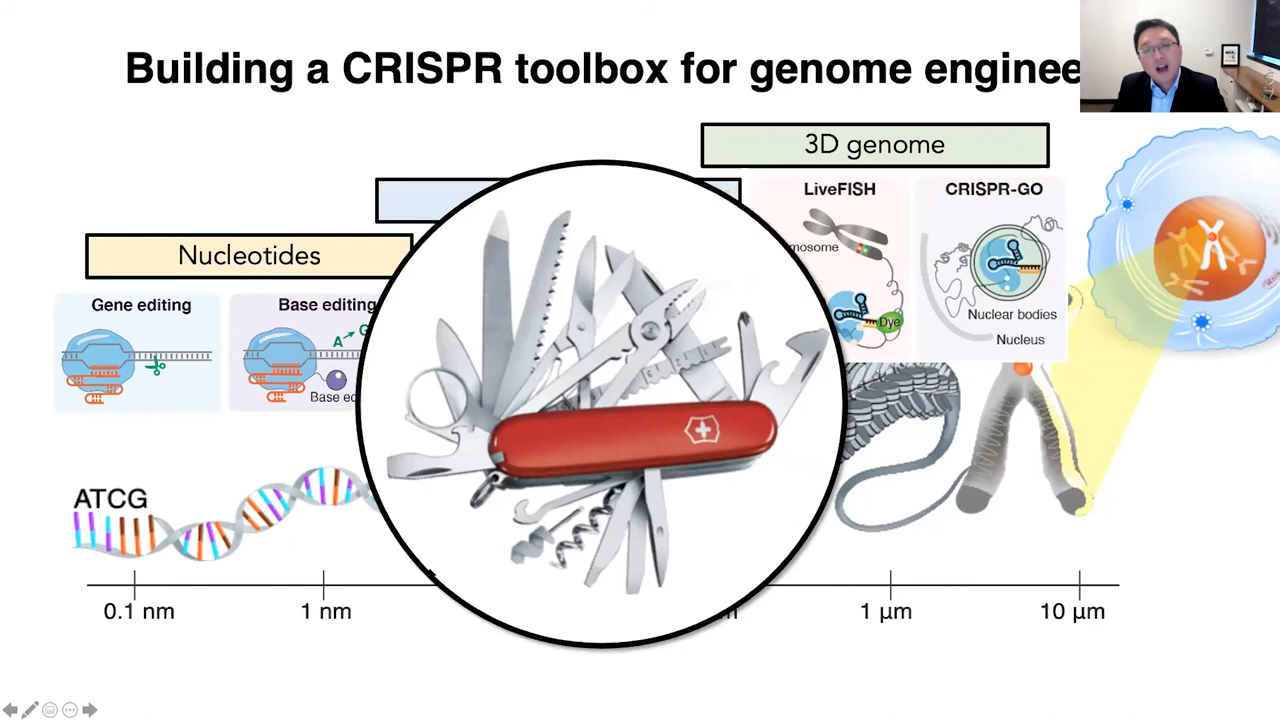 Building a CRISPR toolbox for genome enginee
3D genome
LiveFISH
CRISPR-GO
mosome
Dye
Nuclear bodies
Nucleus
Nucleotides
Gene editing
Base editing
A
G
Base ed
ATCG
0.1 nm
1 nm
1 µm
10 µm